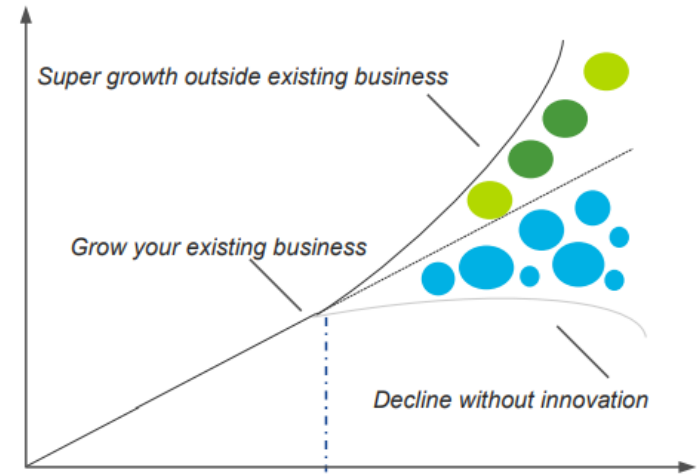 Super growth outside existing business
Grow your existing business
Decline without innovation